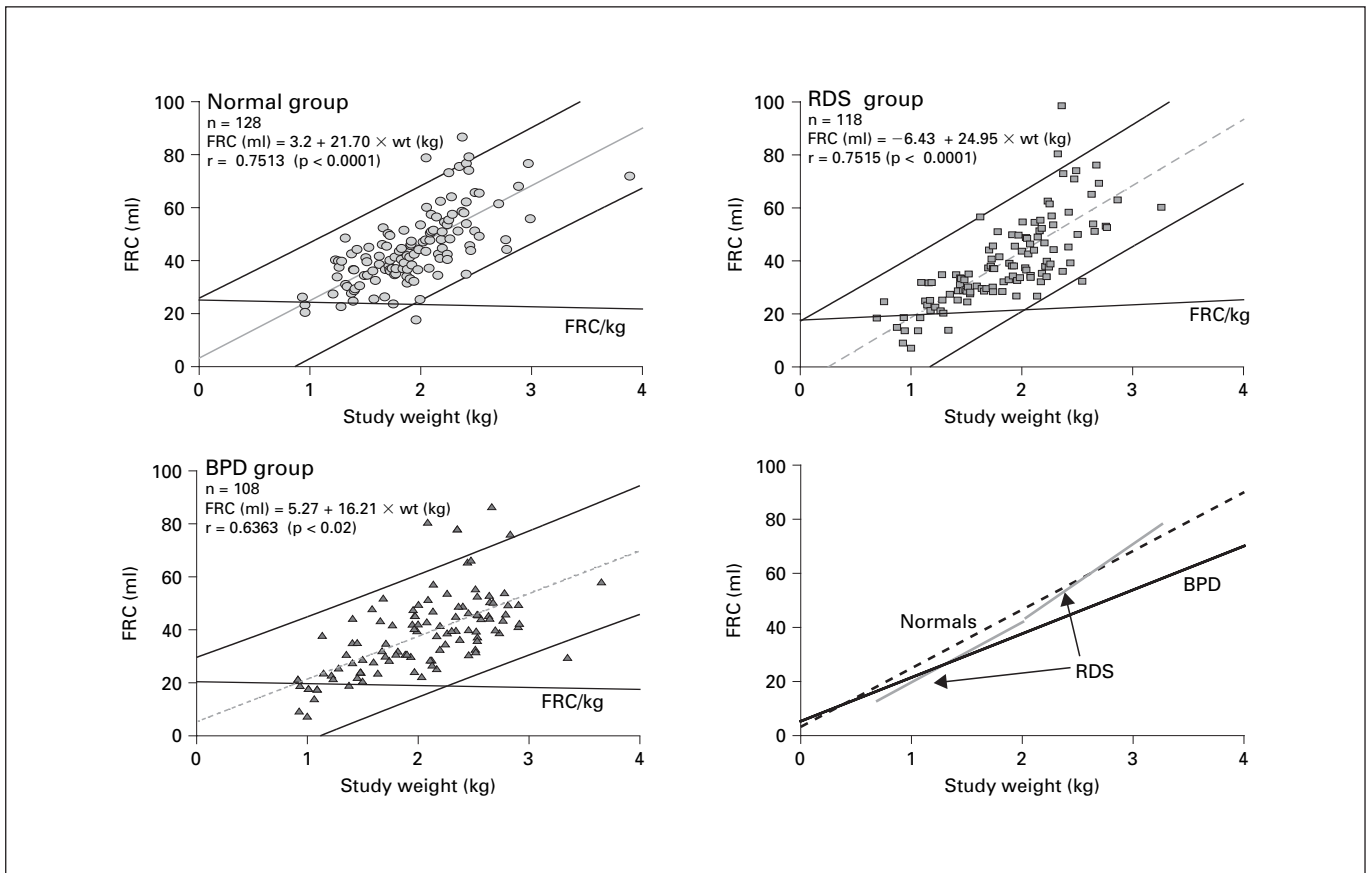 Normal group
n = 128
FRC (ml) = 3.2 + 21.70 × wt (kg)
r = 0.7513 (p < 0.0001)
100
80
60
40
20
0
FRC (ml)
FRC/kg
0 1 2 3 4
Study weight (kg)
RDS group
n = 118
FRC (ml) = −6.43 + 24.95 × wt (kg)
r = 0.7515 (p < 0.0001)
100
80
60
40
20
0
FRC (ml)
FRC/kg
0 1 2 3 4
Study weight (kg)
BPD group
n = 108
FRC (ml) = 5.27 + 16.21 × wt (kg)
r = 0.6363 (p < 0.02)
100
80
60
40
20
0
FRC (ml)
FRC/kg
0 1 2 3 4
Study weight (kg)
100
80
60
40
20
0
FRC (ml)
Normals
BPD
RDS
0 1 2 3 4
Study weight (kg)